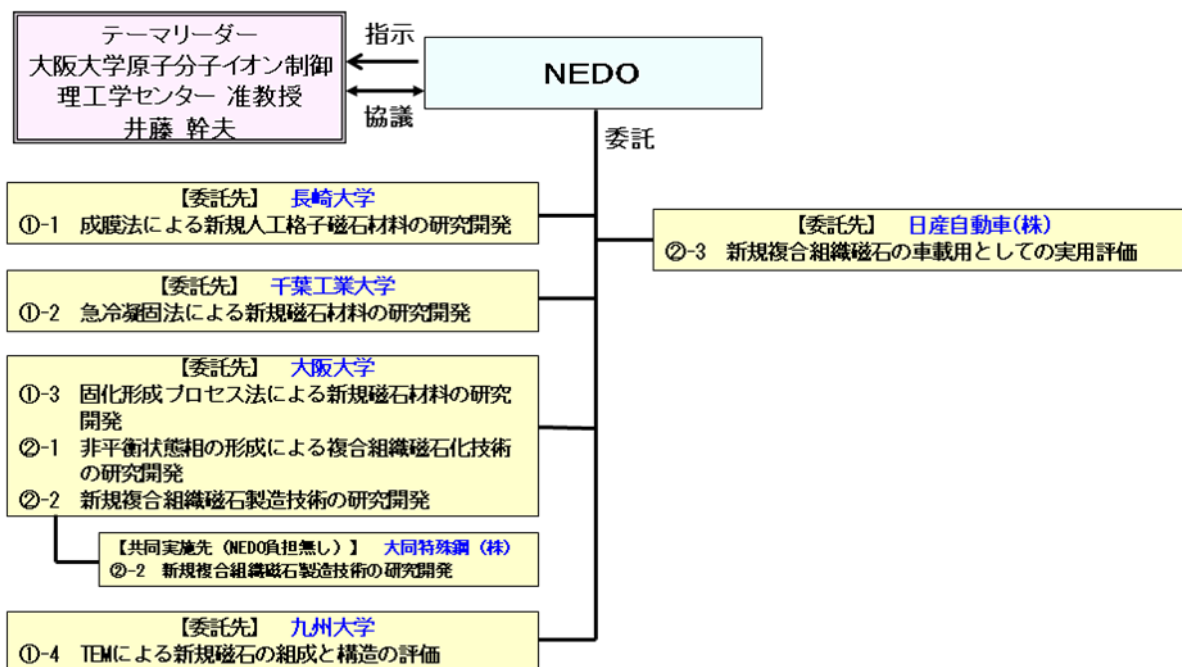 テーマリーダー
大阪大学原子分子イオン制御
理工学センター 准教授
井藤 幹夫
指示
協議
NEDO
委託
【委託先】 長崎大学
①-1 成膜法による新規人工格子磁石材料の研究開発
【委託先】 日産自動車(株)
②-3 新規複合組織磁石の車載用としての実用評価
【委託先】 千葉工業大学
①-2 急冷凝固法による新規磁石材料の研究開発
【委託先】 大阪大学
①-3 固化形成プロセス法による新規磁石材料の研究
開発
②-1 非平衡状態相の形成による複合組織磁石化技術
の研究開発
②-2 新規複合組織磁石製造技術の研究開発
【共同実施先（NEDO負担無し）】 大同特殊鋼（株）
②-2 新規複合組織磁石製造技術の研究開発
【委託先】 九州大学
①-4 TEMによる新規磁石の組成と構造の評価